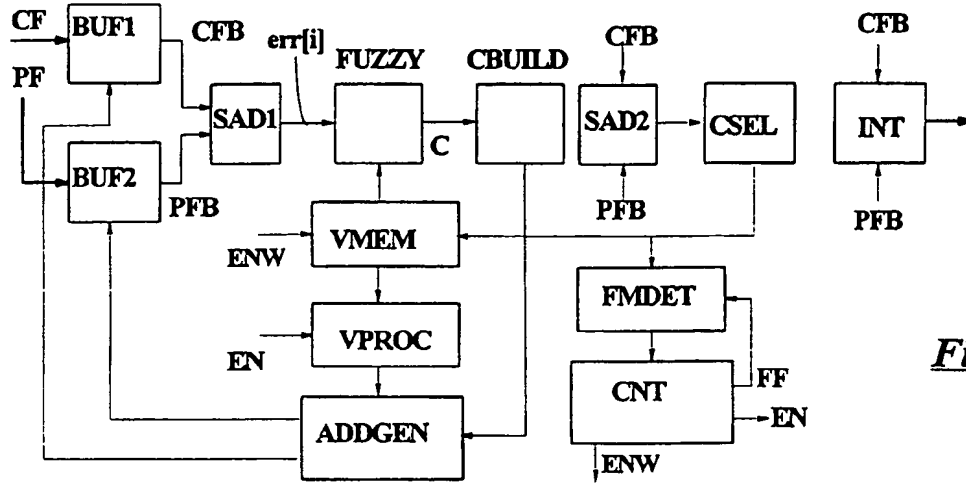 CF
BUF1
CFB
err[i]
FUZZY
CBUILD
CFB
CFB
PF
SAD1
SAD2
CSEL
INT
C
BUF2
PFB
PFB
PFB
VMEM
ENW
FMDET
VPROC
EN
CNT
FF
EN
ADDGEN
ENW